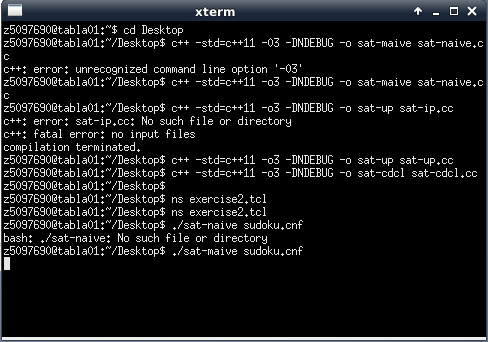 xterm
z5097690@tabla01:~$ cd Desktop
z5097690@tabla01:~/Desktop$ c++ -std=c++11 -03 -DNDEBUG -o sat-maive sat-naive.c
c
c++: error: unrecognized command line option '-03'
z5097690@tabla01:~/Desktop$ c++ -std=c++11 -o3 -DNDEBUG -o sat-maive sat-naive.c
c
z5097690@tabla01:~/Desktop$ c++ -std=c++11 -o3 -DNDEBUG -o sat-up sat-ip.cc
c++: error: sat-ip.cc: No such file or directory
c++: fatal error: no input files
compilation terminated.
z5097690@tabla01:~/Desktop$ c++ -std=c++11 -o3 -DNDEBUG -o sat-up sat-up.cc
z5097690@tabla01:~/Desktop$ c++ -std=c++11 -o3 -DNDEBUG -o sat-cdcl sat-cdcl.cc
z5097690@tabla01:~/Desktop$
z5097690@tabla01:~/Desktop$ ns exercise2.tcl
z5097690@tabla01:~/Desktop$ ns exercise2.tcl
z5097690@tabla01:~/Desktop$ ./sat-naive sudoku.cnf
bash: ./sat-naive: No such file or directory
z5097690@tabla01:~/Desktop$ ./sat-maive sudoku.cnf